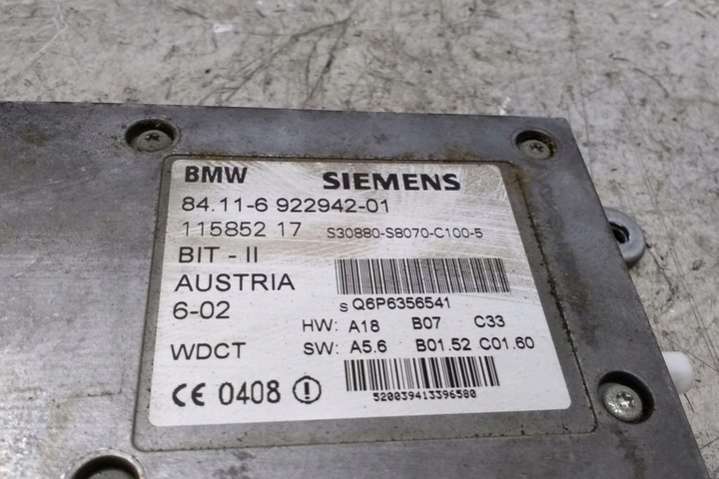 BMW SIEMENS
84.11-6 922942-01
115852 17 S30880-S8070-C100-5
BIT - II
AUSTRIA
S Q6P6356541
6-02
HW: A18 B07 C33
WDCT SW: A5.6 B01.52 C01.60
CE 0408
520039413396580